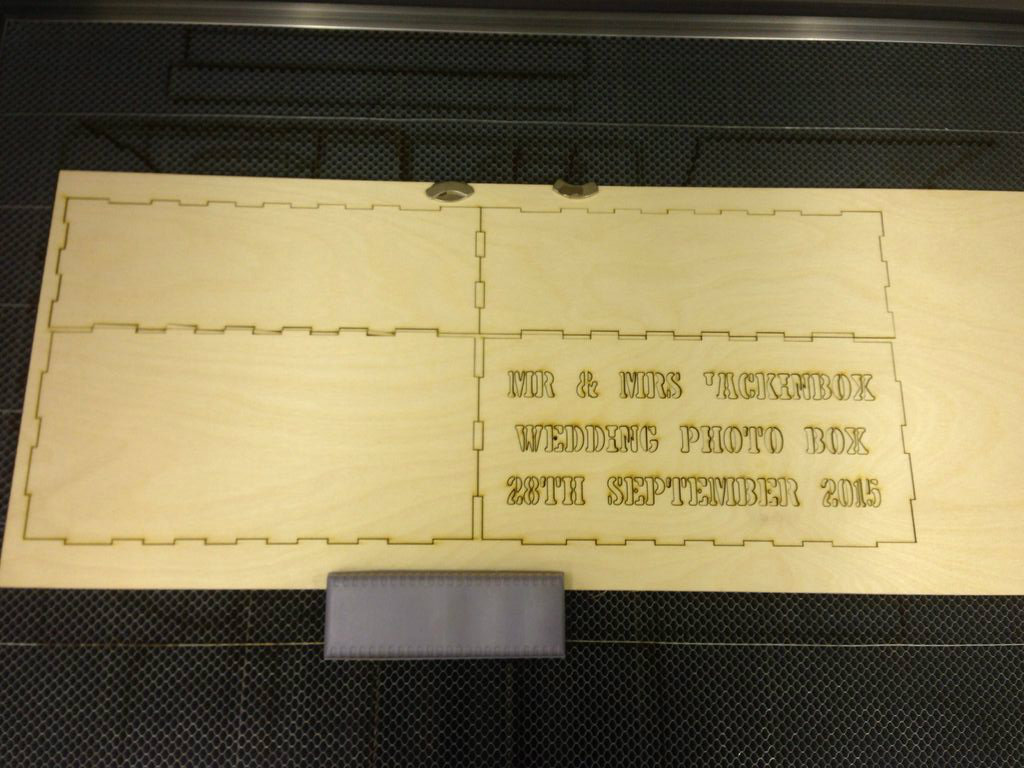 MR & MRS
WEDDING PHOTO BOX
28TH SEPTEMBER 2015